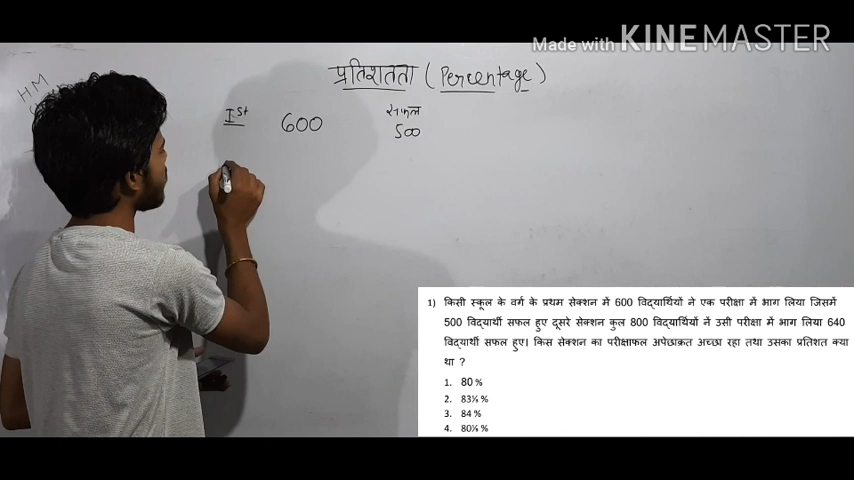 Made with KINEMASTER
H.M
प्रतिशतता ( Percentage )
Ist 600 सफल
500
1) किसी स्कूल के वर्ग के प्रथम सेक्शन में 600 विद्यार्थियों ने एक परीक्षा में भाग लिया जिसमें
500 विद्यार्थी सफल हुए दूसरे सेक्शन कुल 800 विद्यार्थियों नें उसी परीक्षा में भाग लिया 640
विद्यार्थी सफल हुए। किस सेक्शन का परीक्षाफल अपेछाक्रत अच्छा रहा तथा उसका प्रतिशत क्या
था ?
1. 80 %
2. 83⅓ %
3. 84 %
4. 80⅓ %